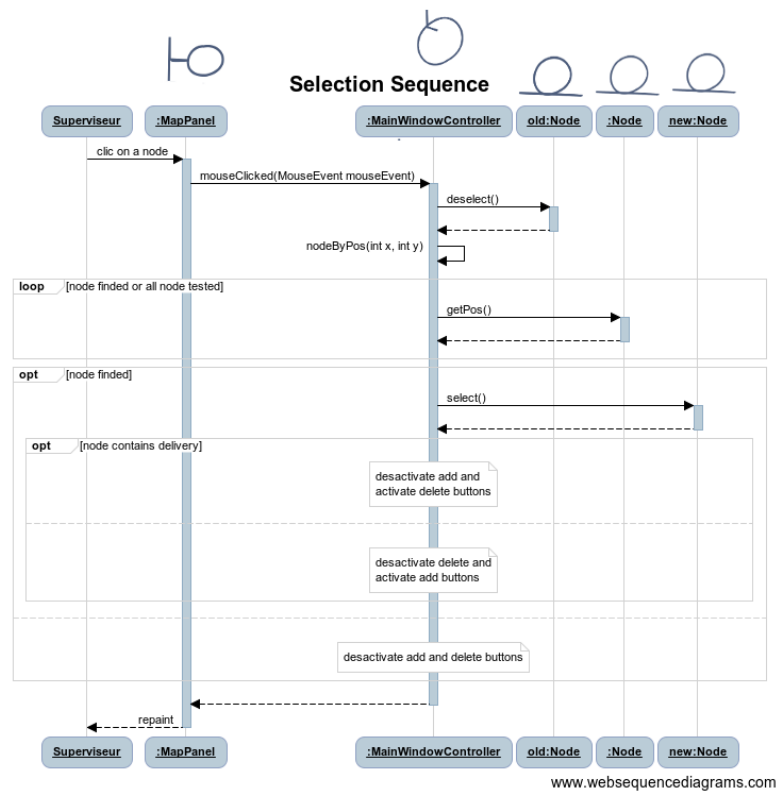 Selection Sequence
Superviseur
:MapPanel
:MainWindowController
old:Node
:Node
new:Node
clic on a node
mouseClicked(MouseEvent mouseEvent)
deselect()
nodeByPos(int x, int y)
loop
[node finded or all node tested]
getPos()
opt
[node finded]
select()
opt
[node contains delivery]
desactivate add and
activate delete buttons
desactivate delete and
activate add buttons
desactivate add and delete buttons
repaint
Superviseur
:MapPanel
:MainWindowController
old:Node
:Node
new:Node
www.websequencediagrams.com